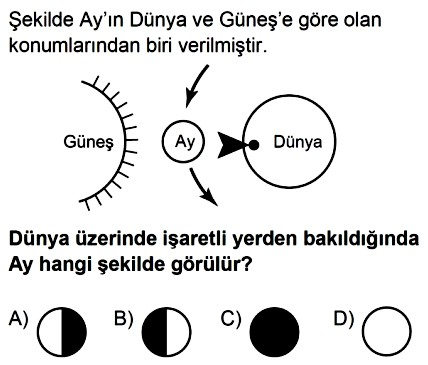 Şekilde Ay'ın Dünya ve Güneş'e göre olan
konumlarından biri verilmiştir.
Güneş Ay Dünya
Dünya üzerinde işaretli yerden bakıldığında
Ay hangi şekilde görülür?
A) B) C) D)